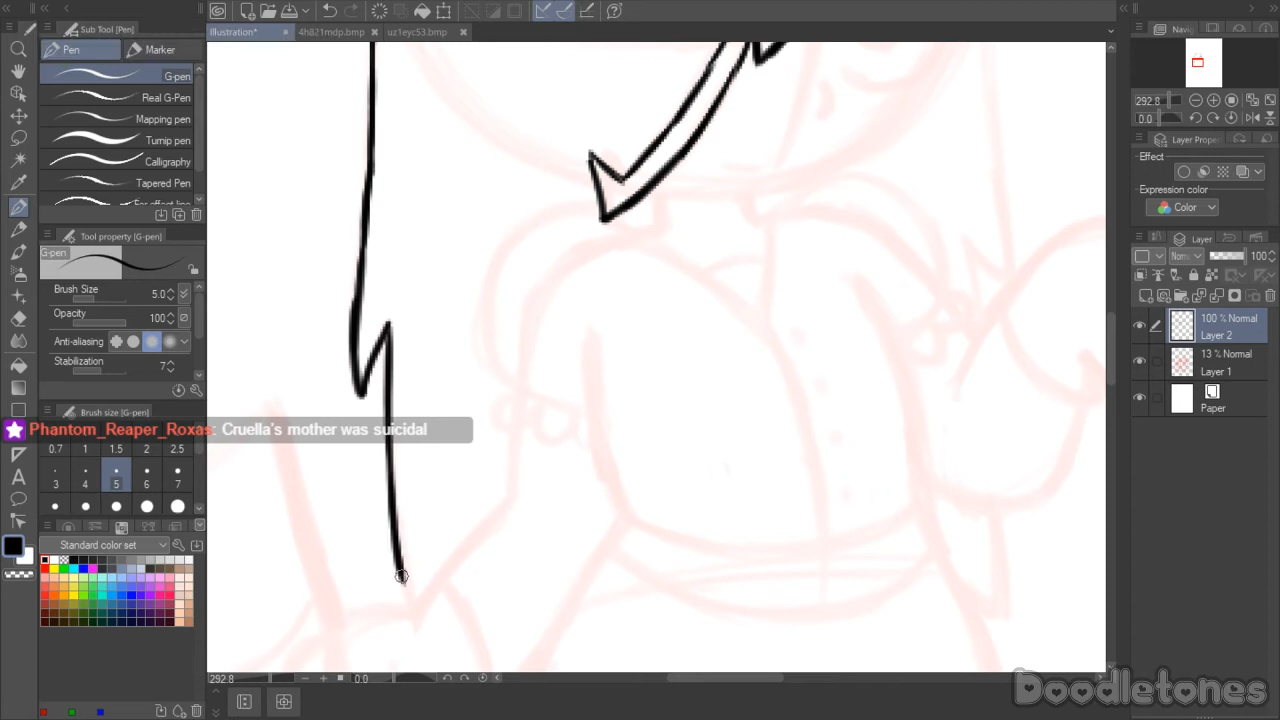 Sub Tool [Pen]
Pen
Marker
G-pen
Real G-Pen
Mapping pen
Turnip pen
Calligraphy
Tapered Pen
For effect line
Tool property [G-pen]
G-pen
Brush Size
5.0
Opacity
100
Anti-aliasing
Stabilization
7
Brush size [G-pen]
Phantom_Reaper_Roxas: Cruella's mother was suicidal
0.7 1 1.5 2 2.5
3 4 5 6 7
Standard color set
Illustration*
4h821mdp.bmp
uz1eyc53.bmp
292.8
0.0
292.8
0.0
Layer Prope
Effect
Expression color
Color
Layer
100
100 % Normal
Layer 2
13 % Normal
Layer 1
Paper
Doodletones